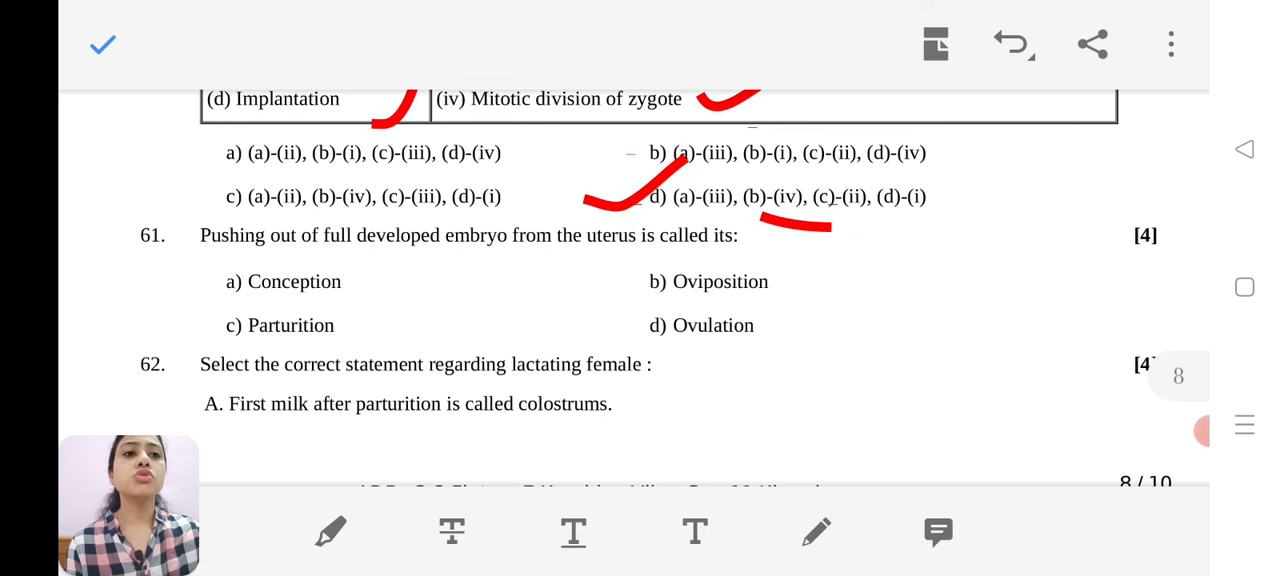 (d) Implantation (iv) Mitotic division of zygote
a) (a)-(ii), (b)-(i), (c)-(iii), (d)-(iv) b) (a)-(iii), (b)-(i), (c)-(ii), (d)-(iv)
c) (a)-(ii), (b)-(iv), (c)-(iii), (d)-(i) d) (a)-(iii), (b)-(iv), (c)-(ii), (d)-(i)
61. Pushing out of full developed embryo from the uterus is called its: [4]
a) Conception b) Oviposition
c) Parturition d) Ovulation
62. Select the correct statement regarding lactating female : [4]
8
A. First milk after parturition is called colostrums.
8 / 10
T T T